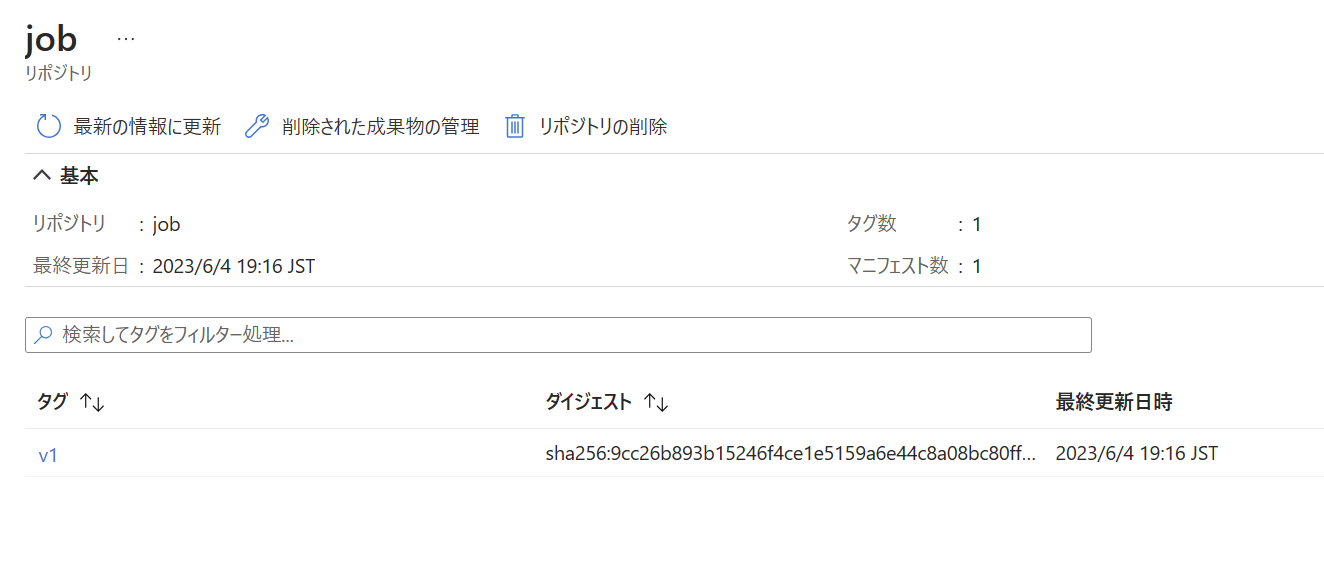 job ...
リポジトリ
最新の情報に更新 削除された成果物の管理 リポジトリの削除
基本
リポジトリ : job タグ数 : 1
最終更新日 : 2023/6/4 19:16 JST マニフェスト数 : 1
検索してタグをフィルター処理...
タグ ↑↓ ダイジェスト ↑↓ 最終更新日時
v1 sha256:9cc26b893b15246f4ce1e5159a6e44c8a08bc80ff... 2023/6/4 19:16 JST